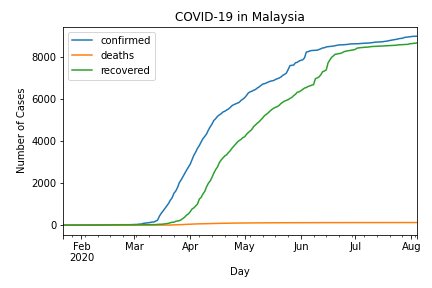 COVID-19 in Malaysia
confirmed
deaths
recovered
Number of Cases
8000
6000
4000
2000
0
Feb Mar Apr May Jun Jul Aug
2020
Day